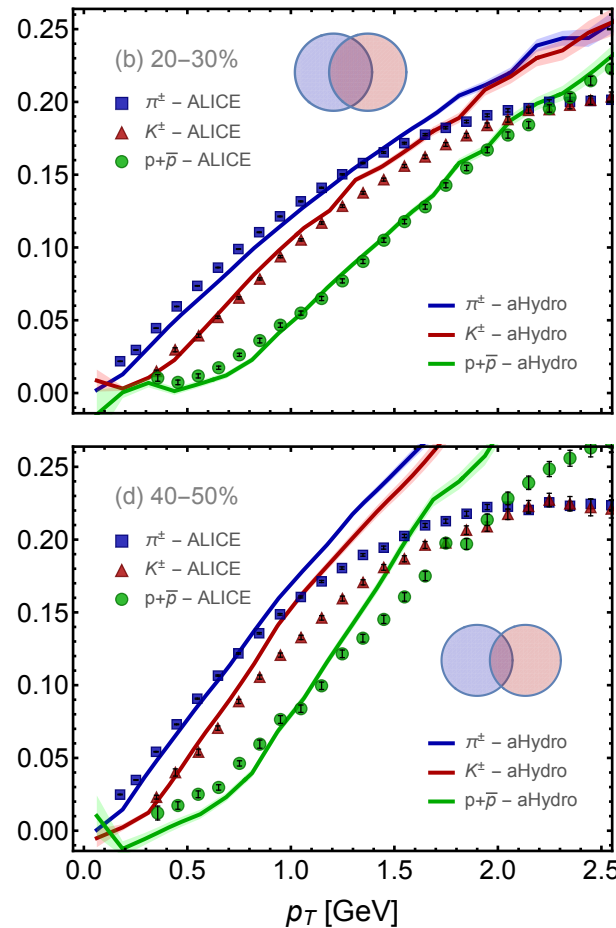 0.25
0.20
0.15
0.10
0.05
0.00
(b) 20–30%
π± – ALICE
K± – ALICE
p+p̄ – ALICE
π± – aHydro
K± – aHydro
p+p̄ – aHydro
0.25
0.20
0.15
0.10
0.05
0.00
(d) 40–50%
π± – ALICE
K± – ALICE
p+p̄ – ALICE
π± – aHydro
K± – aHydro
p+p̄ – aHydro
0.0 0.5 1.0 1.5 2.0 2.5
pT [GeV]